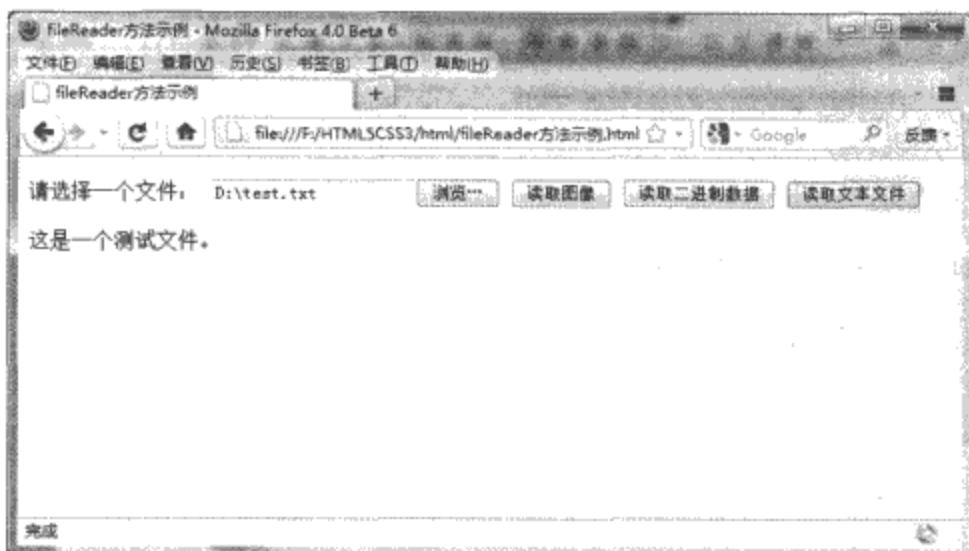 fileReader方法示例 - Mozilla Firefox 4.0 Beta 6
文件(F) 编辑(E) 查看(V) 历史(S) 书签(B) 工具(T) 帮助(H)
fileReader方法示例 +
file:///F:/HTML5CSS3/html/fileReader方法示例.html Google 反馈
请选择一个文件: D:\test.txt 浏览… 读取图像 读取二进制数据 读取文本文件
这是一个测试文件。
完成